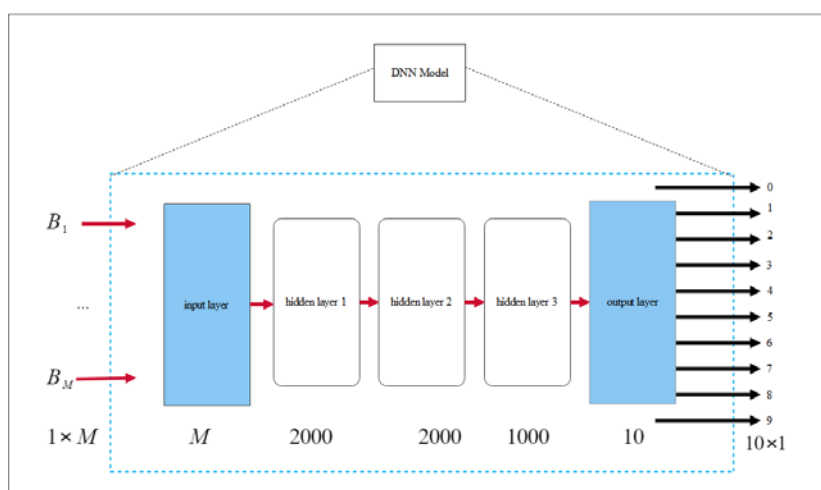 DNN Model
0
B₁
1
2
3
...
4
input layer
hidden layer 1
hidden layer 2
hidden layer 3
output layer
5
6
7
B_M
8
9
1 × M
M
2000
2000
1000
10
10×1